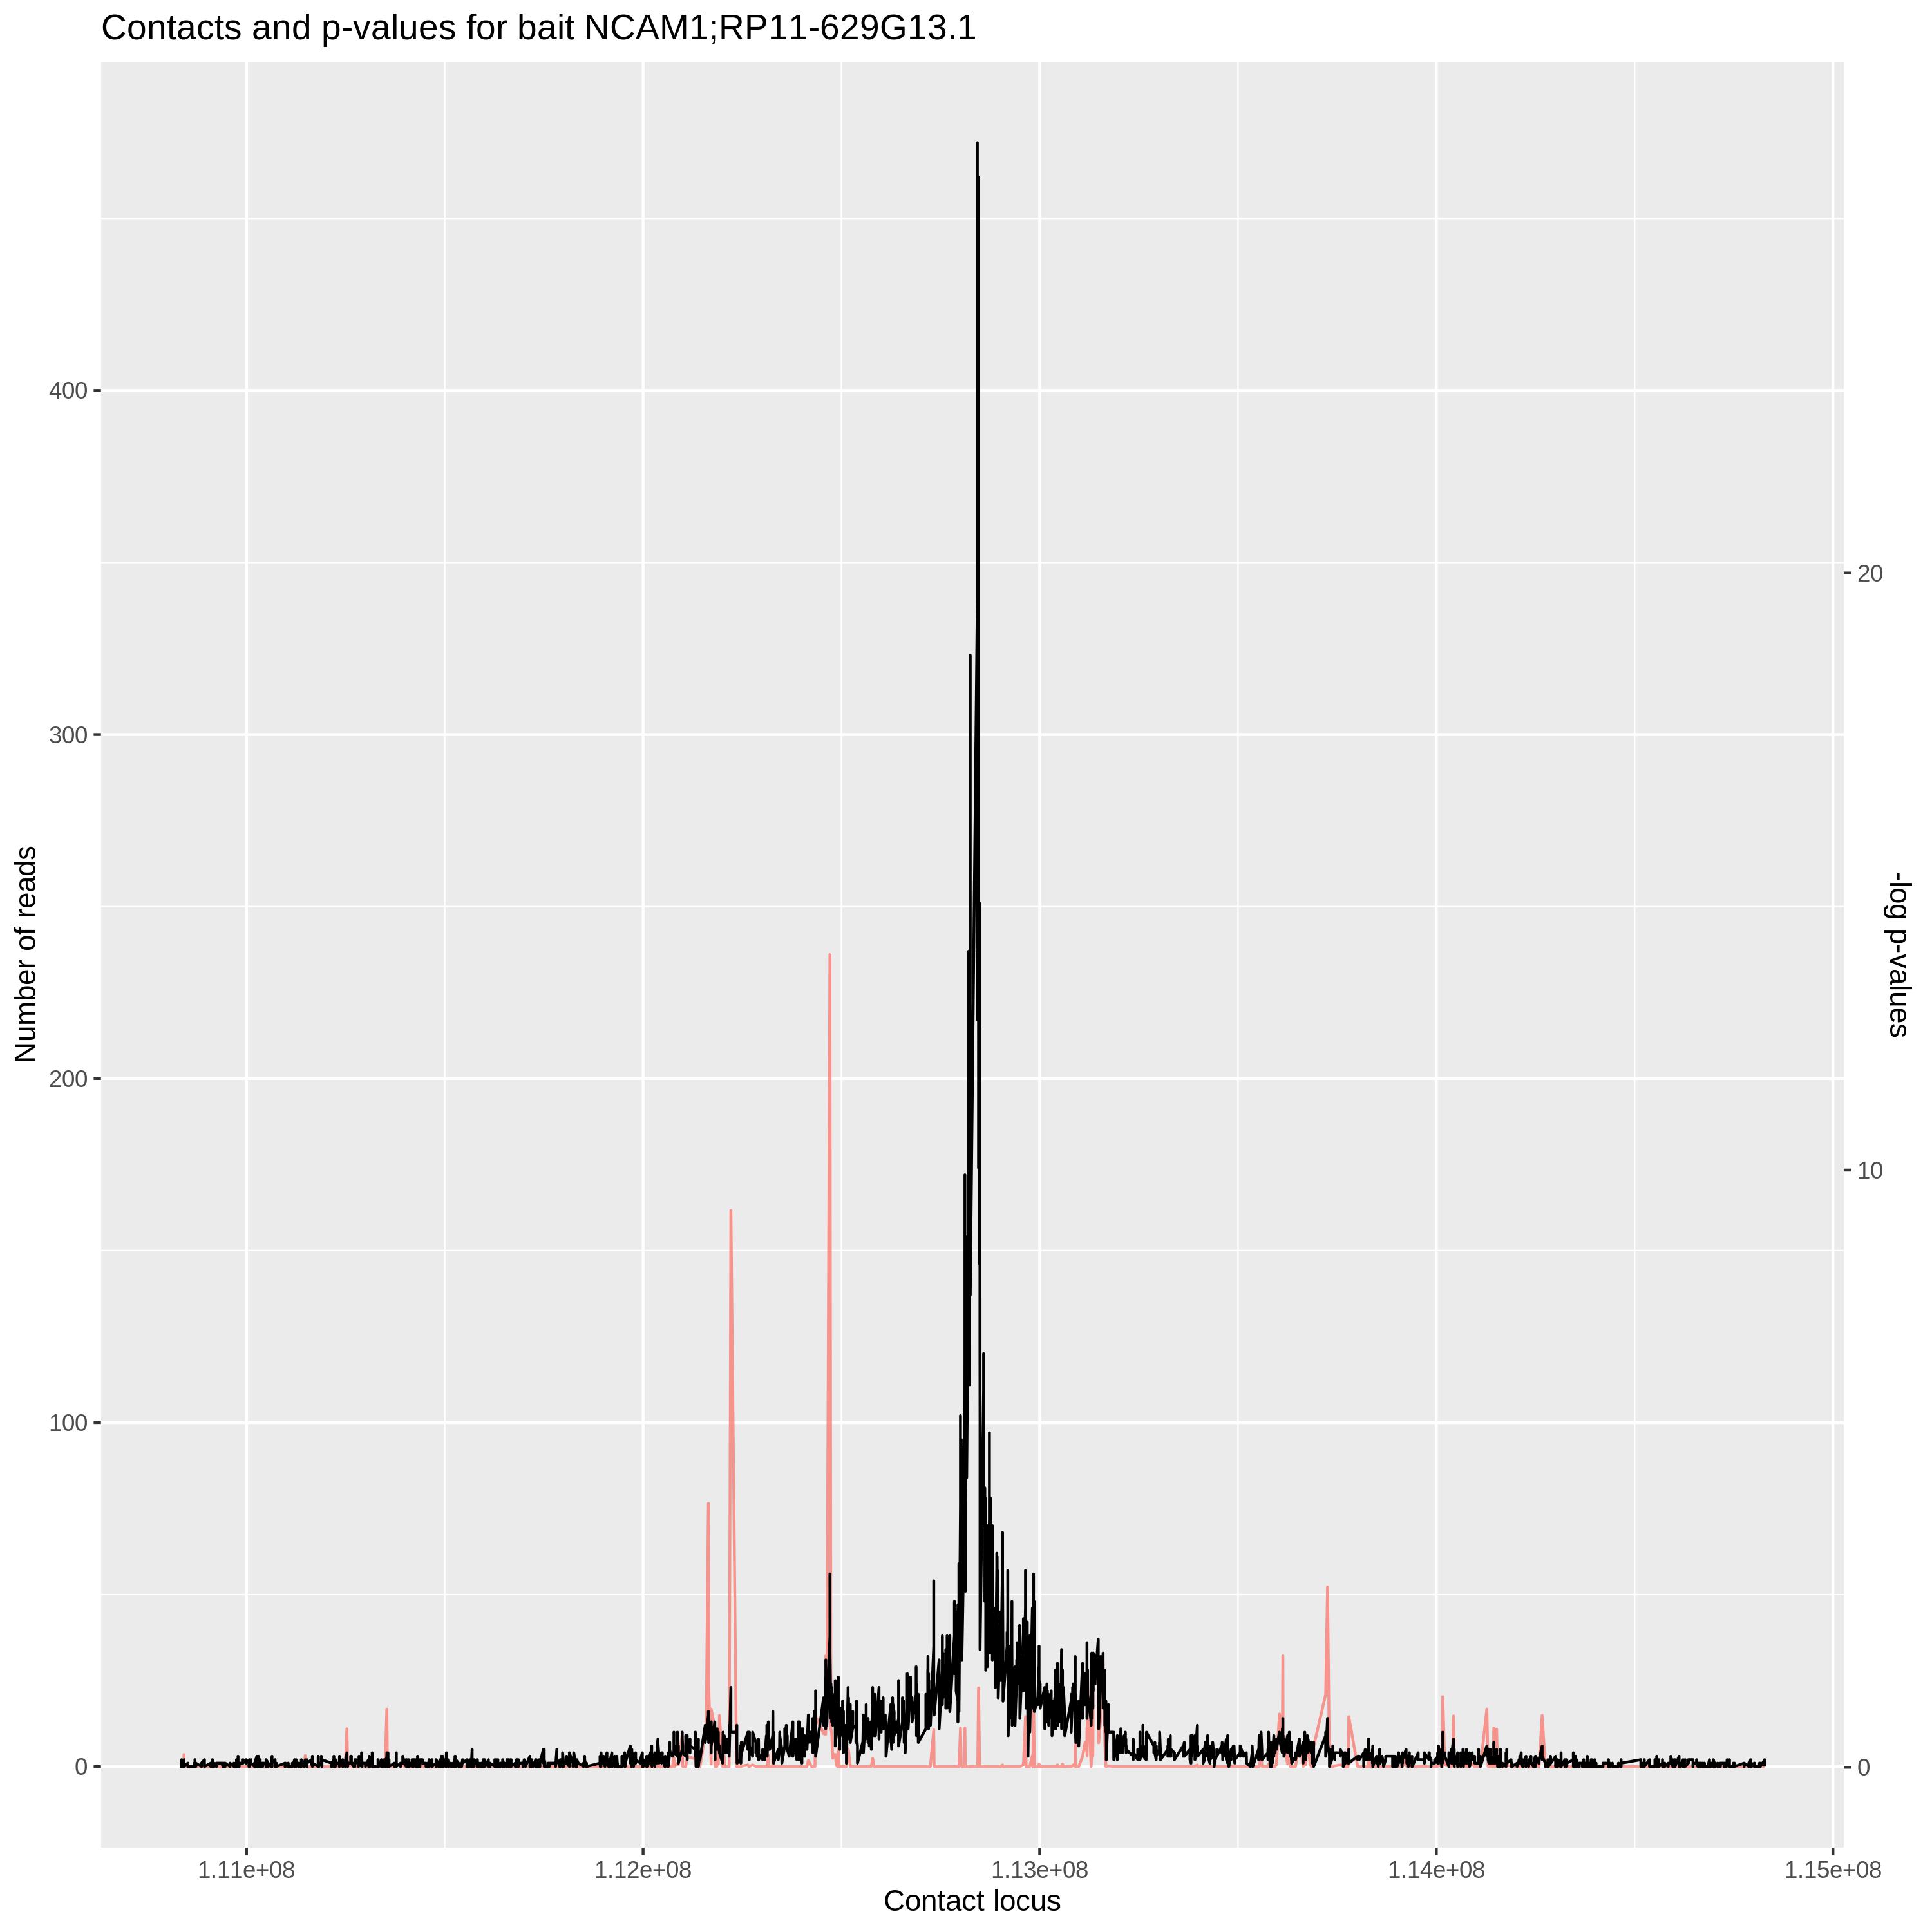 Contacts and p-values for bait NCAM1;RP11-629G13.1
Number of reads
400
300
200
100
0
20
10
0
-log p-values
1.11e+08 1.12e+08 1.13e+08 1.14e+08 1.15e+08
Contact locus